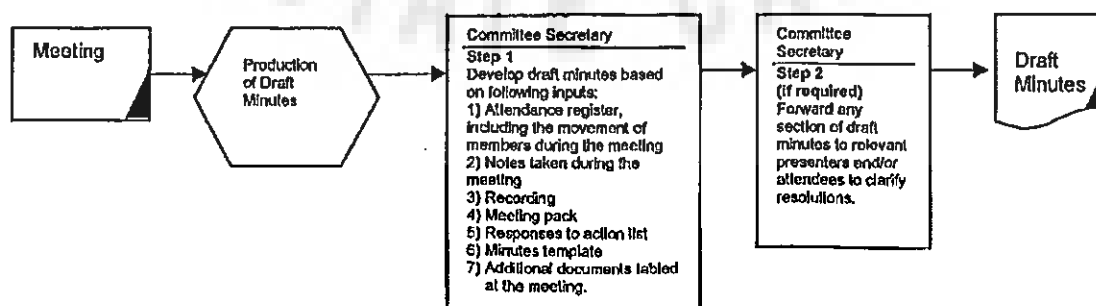 Meeting
Production
of Draft
Minutes
Committee Secretary
Step 1
Develop draft minutes based
on following inputs:
1) Attendance register,
including the movement of
members during the meeting
2) Notes taken during the
meeting
3) Recording
4) Meeting pack
5) Responses to action list
6) Minutes template
7) Additional documents tabled
at the meeting.
Committee
Secretary
Step 2
(if required)
Forward any
section of draft
minutes to relevant
presenters and/or
attendees to clarify
resolutions.
Draft
Minutes